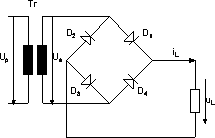 Tr
D₂ D₁
iL
Up Us
D₃ D₄
uL